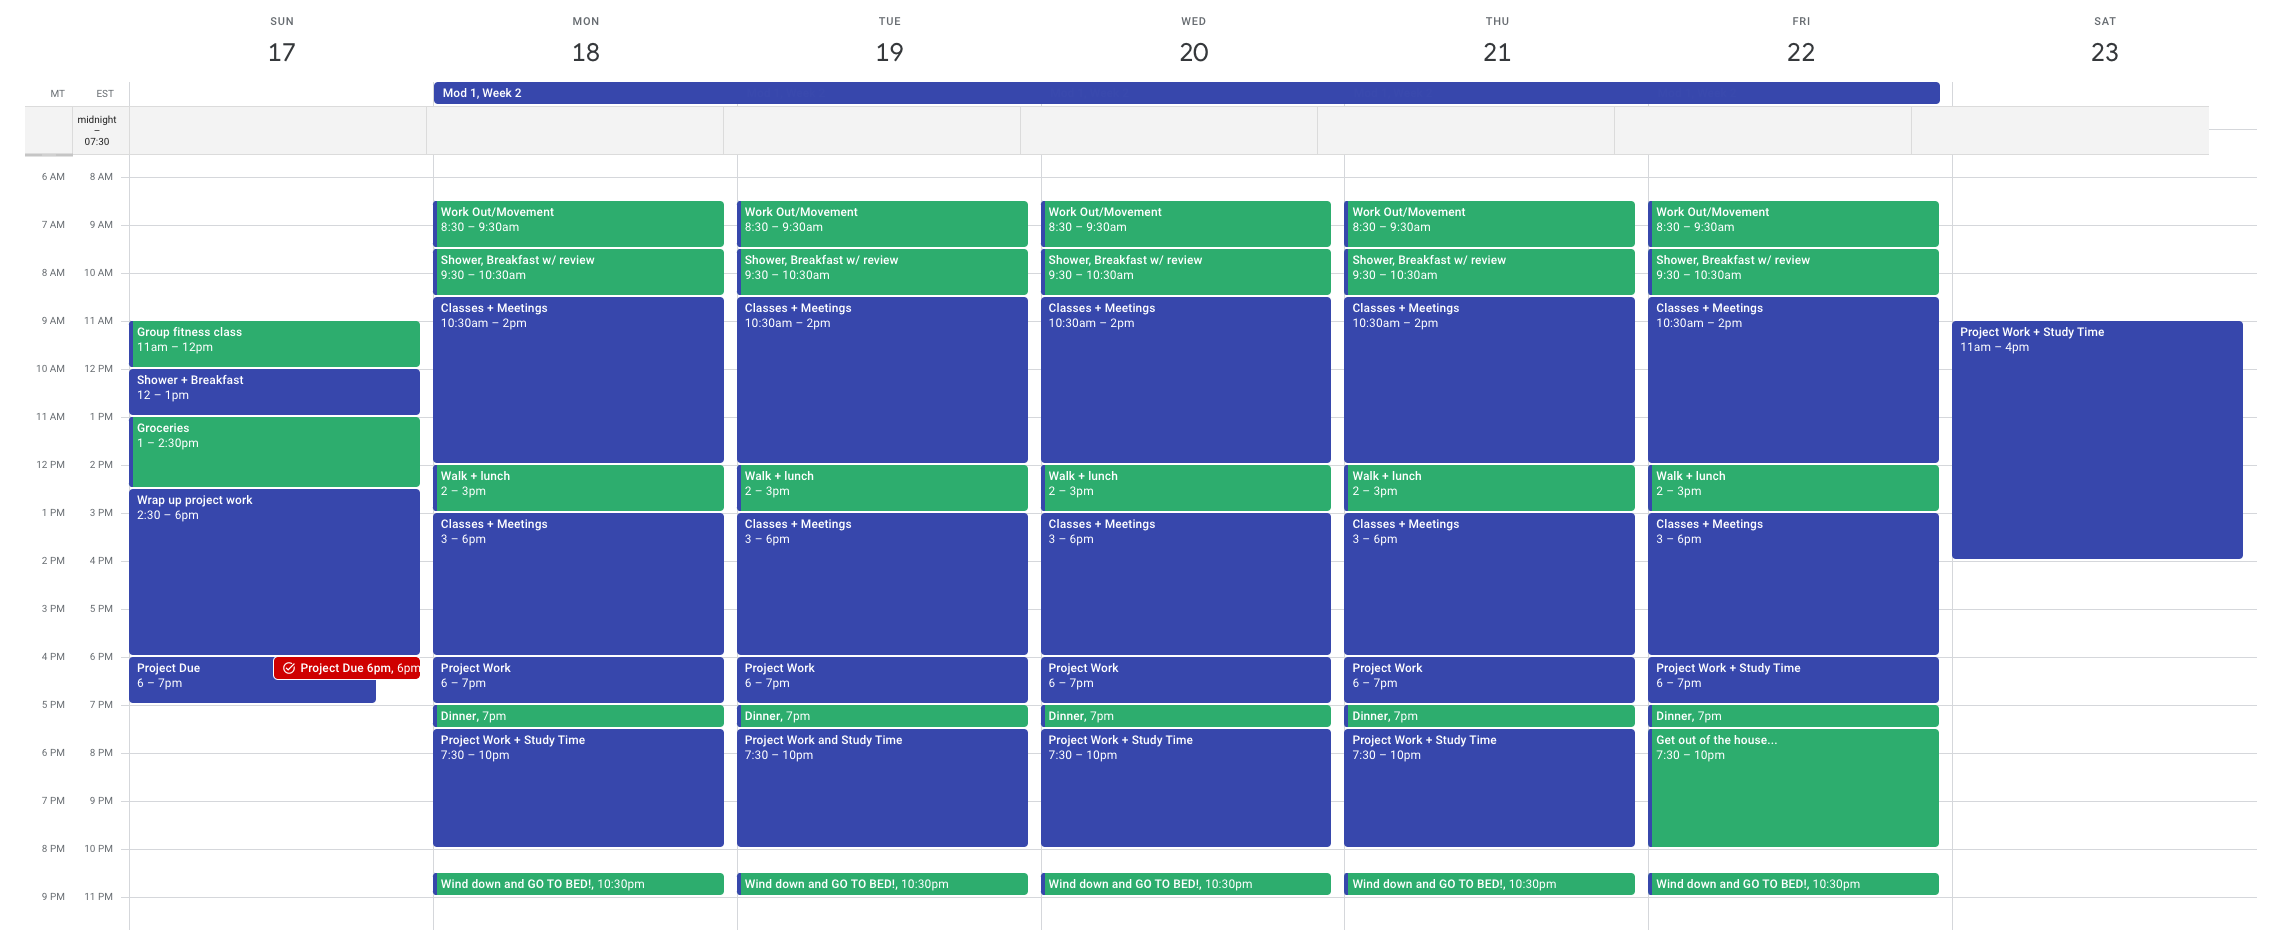 SUN
17
MON
18
TUE
19
WED
20
THU
21
FRI
22
SAT
23
MT
EST
Mod 1, Week 2
midnight
–
07:30
6 AM
8 AM
7 AM
9 AM
8 AM
10 AM
9 AM
11 AM
10 AM
12 PM
11 AM
1 PM
12 PM
2 PM
1 PM
3 PM
2 PM
4 PM
3 PM
5 PM
4 PM
6 PM
5 PM
7 PM
6 PM
8 PM
7 PM
9 PM
8 PM
10 PM
9 PM
11 PM
Group fitness class
11am – 12pm
Shower + Breakfast
12 – 1pm
Groceries
1 – 2:30pm
Wrap up project work
2:30 – 6pm
Project Due
6 – 7pm
Project Due 6pm, 6pm
Work Out/Movement
8:30 – 9:30am
Shower, Breakfast w/ review
9:30 – 10:30am
Classes + Meetings
10:30am – 2pm
Walk + lunch
2 – 3pm
Classes + Meetings
3 – 6pm
Project Work
6 – 7pm
Dinner, 7pm
Project Work + Study Time
7:30 – 10pm
Wind down and GO TO BED!, 10:30pm
Work Out/Movement
8:30 – 9:30am
Shower, Breakfast w/ review
9:30 – 10:30am
Classes + Meetings
10:30am – 2pm
Walk + lunch
2 – 3pm
Classes + Meetings
3 – 6pm
Project Work
6 – 7pm
Dinner, 7pm
Project Work and Study Time
7:30 – 10pm
Wind down and GO TO BED!, 10:30pm
Work Out/Movement
8:30 – 9:30am
Shower, Breakfast w/ review
9:30 – 10:30am
Classes + Meetings
10:30am – 2pm
Walk + lunch
2 – 3pm
Classes + Meetings
3 – 6pm
Project Work
6 – 7pm
Dinner, 7pm
Project Work + Study Time
7:30 – 10pm
Wind down and GO TO BED!, 10:30pm
Work Out/Movement
8:30 – 9:30am
Shower, Breakfast w/ review
9:30 – 10:30am
Classes + Meetings
10:30am – 2pm
Walk + lunch
2 – 3pm
Classes + Meetings
3 – 6pm
Project Work
6 – 7pm
Dinner, 7pm
Project Work + Study Time
7:30 – 10pm
Wind down and GO TO BED!, 10:30pm
Work Out/Movement
8:30 – 9:30am
Shower, Breakfast w/ review
9:30 – 10:30am
Classes + Meetings
10:30am – 2pm
Walk + lunch
2 – 3pm
Classes + Meetings
3 – 6pm
Project Work + Study Time
6 – 7pm
Dinner, 7pm
Get out of the house...
7:30 – 10pm
Wind down and GO TO BED!, 10:30pm
Project Work + Study Time
11am – 4pm